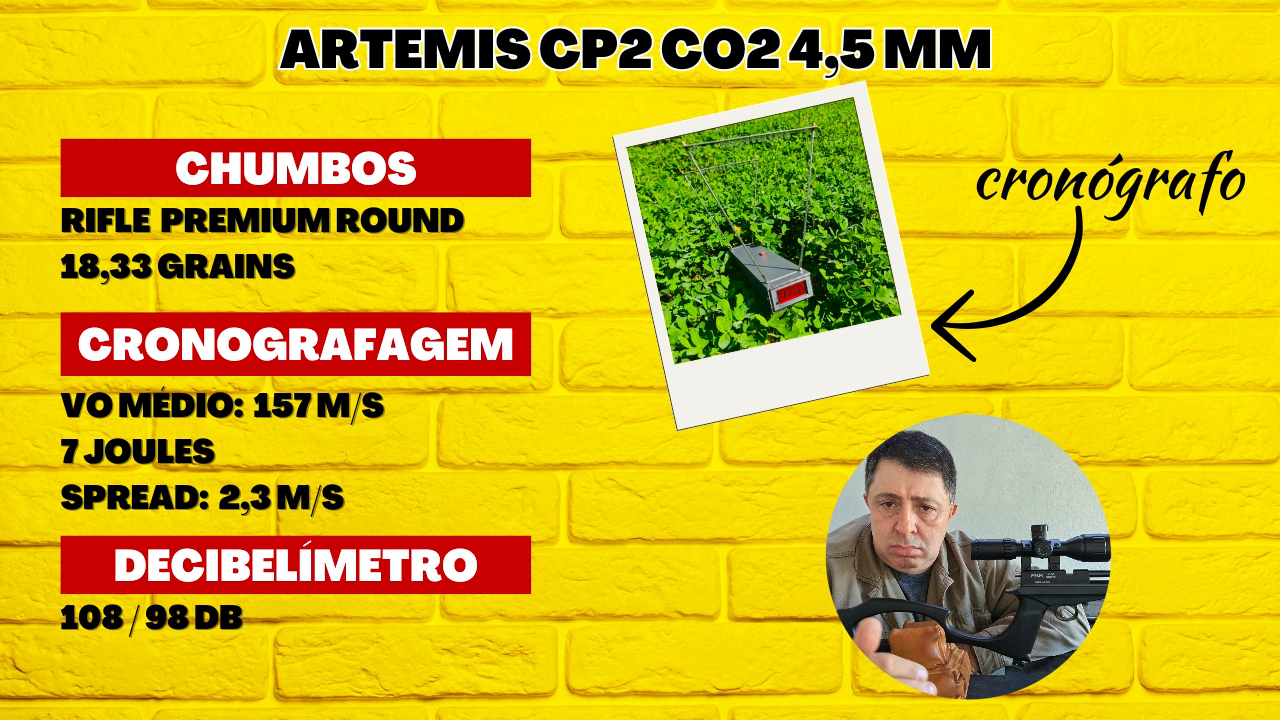 ARTEMIS CP2 CO2 4,5 MM
CHUMBOS
RIFLE PREMIUM ROUND
18,33 GRAINS
cronógrafo
CRONOGRAFAGEM
VO MÉDIO: 157 M/S
7 JOULES
SPREAD: 2,3 M/S
DECIBELÍMETRO
108 / 98 DB